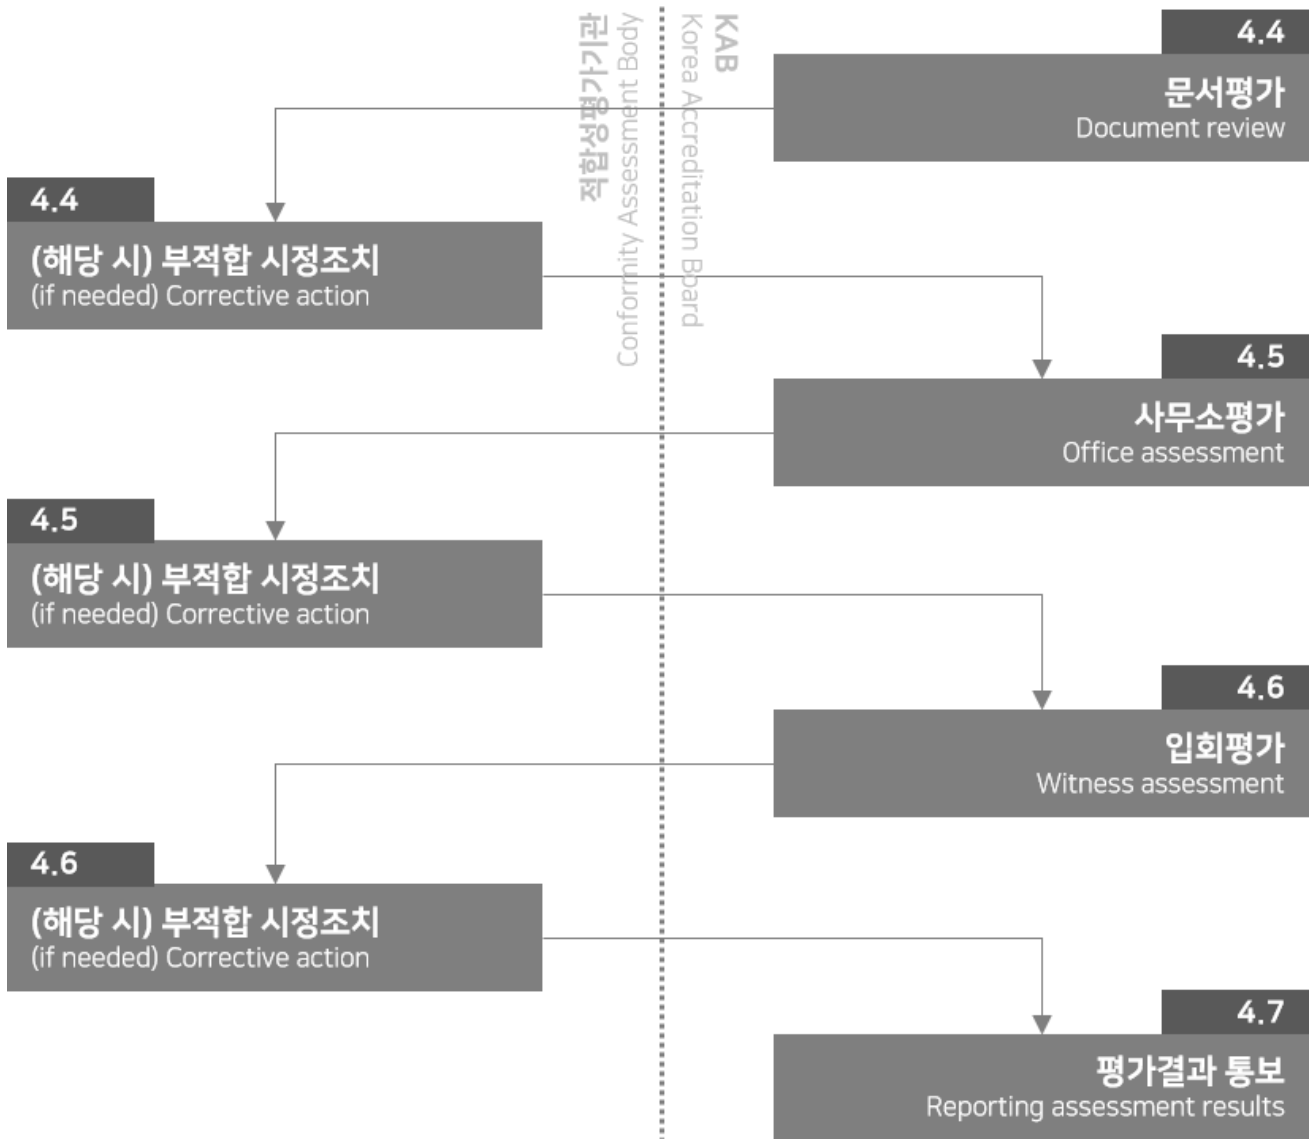 적합성평가기관
Conformity Assessment Body
KAB
Korea Accreditation Board
4.4
문서평가
Document review
4.4
(해당 시) 부적합 시정조치
(if needed) Corrective action
4.5
사무소평가
Office assessment
4.5
(해당 시) 부적합 시정조치
(if needed) Corrective action
4.6
입회평가
Witness assessment
4.6
(해당 시) 부적합 시정조치
(if needed) Corrective action
4.7
평가결과 통보
Reporting assessment results